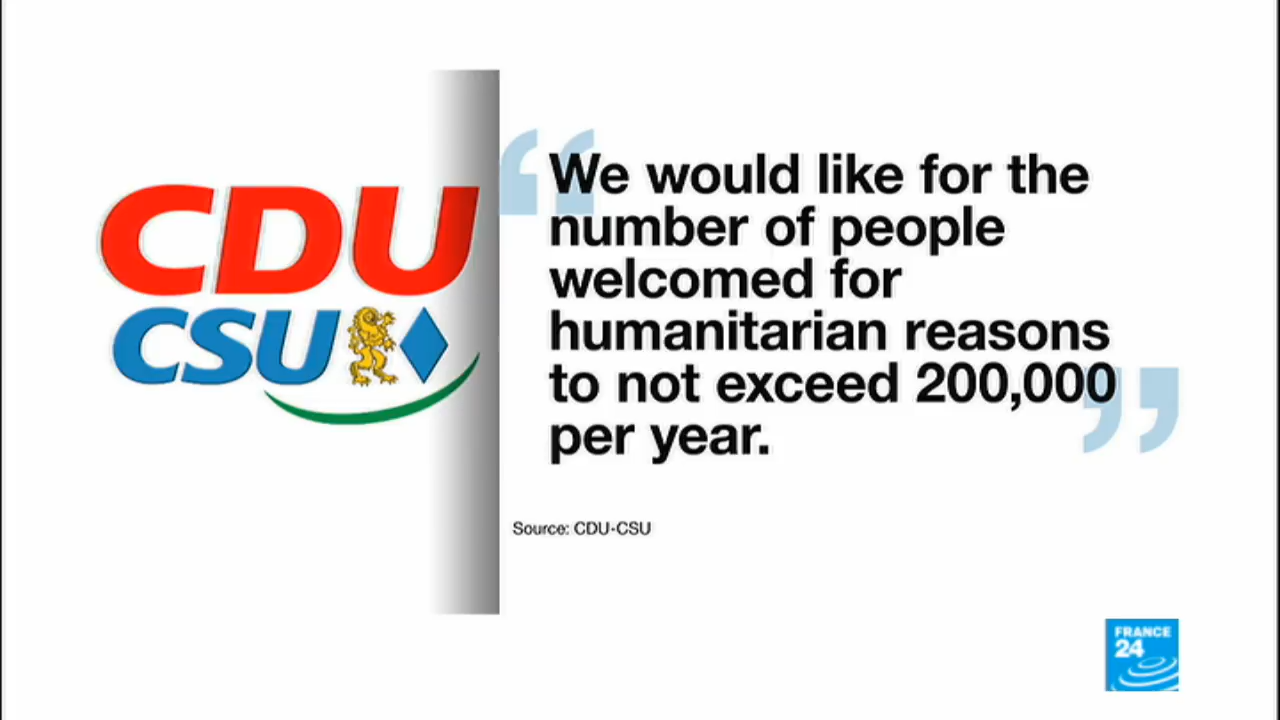 CDU
CSU
“We would like for the
number of people
welcomed for
humanitarian reasons
to not exceed 200,000
per year.”
Source: CDU-CSU
FRANCE
24